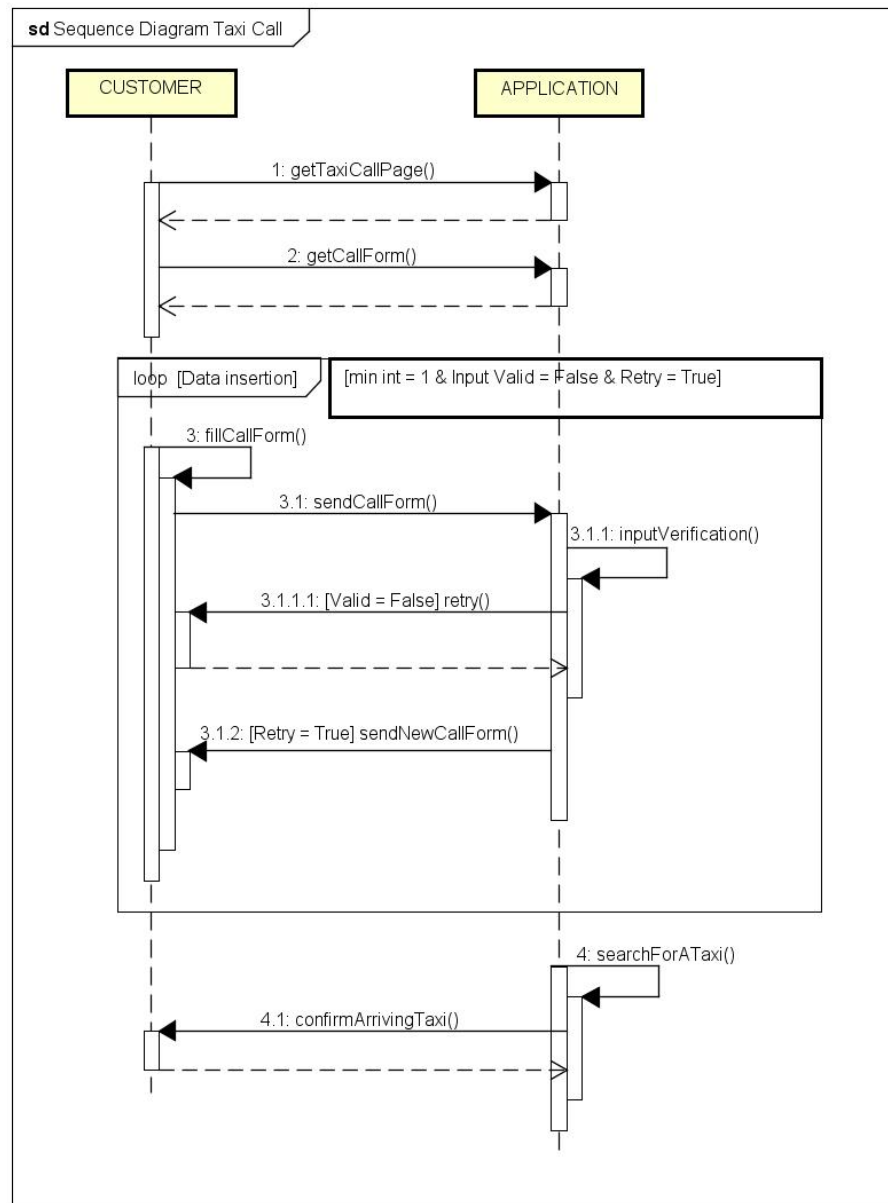 sd Sequence Diagram Taxi Call
CUSTOMER
APPLICATION
1: getTaxiCallPage()
2: getCallForm()
loop [Data insertion]
[min int = 1 & Input Valid = False & Retry = True]
3: fillCallForm()
3.1: sendCallForm()
3.1.1: inputVerification()
3.1.1.1: [Valid = False] retry()
3.1.2: [Retry = True] sendNewCallForm()
4: searchForATaxi()
4.1: confirmArrivingTaxi()